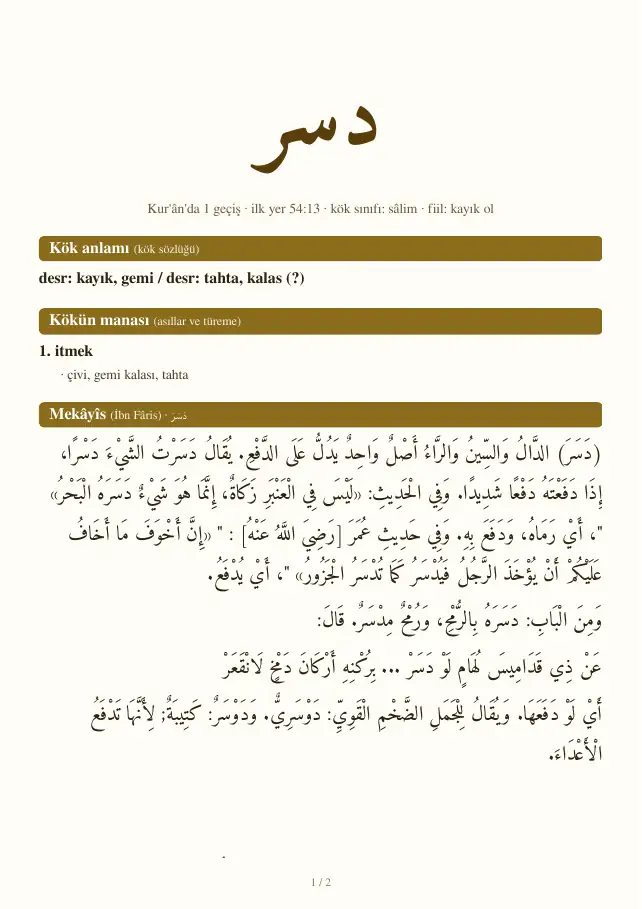 دسر
Kur'ân'da 1 geçiş · ilk yer 54:13 · kök sınıfı: sâlim · fiil: kayık ol
Kök anlamı (kök sözlüğü)
desr: kayık, gemi / desr: tahta, kalas (?)
Kökün manası (asıllar ve türeme)
1. itmek
· çivi, gemi kalası, tahta
Mekâyîs (İbn Fâris) · دَسَرَ
(دَسَرَ) الدَّالُ وَالسِّينُ وَالرَّاءُ أَصْلٌ وَاحِدٌ يَدُلُّ عَلَى الدَّفْعِ. يُقَالُ دَسَرْتُ الشَّيْءَ دَسْرًا،
إِذَا دَفَعْتَهُ دَفْعًا شَدِيدًا. وَفِي الْحَدِيثِ: «لَيْسَ فِي الْعَنْبَرِ زَكَاةٌ، إِنَّمَا هُوَ شَيْءٌ دَسَرَهُ الْبَحْرُ»
"، أَيْ رَمَاهُ، وَدَفَعَ بِهِ. وَفِي حَدِيثِ عُمَرَ [رَضِيَ اللَّهُ عَنْهُ] : " «إِنَّ أَخْوَفَ مَا أَخَافُ
عَلَيْكُمْ أَنْ يُؤْخَذَ الرَّجُلُ فَيُدْسَرُ كَمَا تُدْسَرُ الْجَزُورُ» "، أَيْ يُدْفَعُ.
وَمِنَ الْبَابِ: دَسَرَهُ بِالرُّمْحِ، وَرُمْحٌ مِدْسَرٌ. قَالَ:
عَنْ ذِي قَدَامِيسَ لُهَامٍ لَوْ دَسَرْ ... بِرُكْنِهِ أَرْكَانَ دَمْخٍ لَانْقَعَرْ
أَيْ لَوْ دَفَعَهَا. وَيُقَالُ لِلْجَمَلِ الضَّخْمِ الْقَوِيِّ: دَوْسَرِيٌّ. وَدَوْسَرٌ: كَتِيبَةٌ; لِأَنَّهَا تَدْفَعُ
الْأَعْدَاءَ.
1 / 2